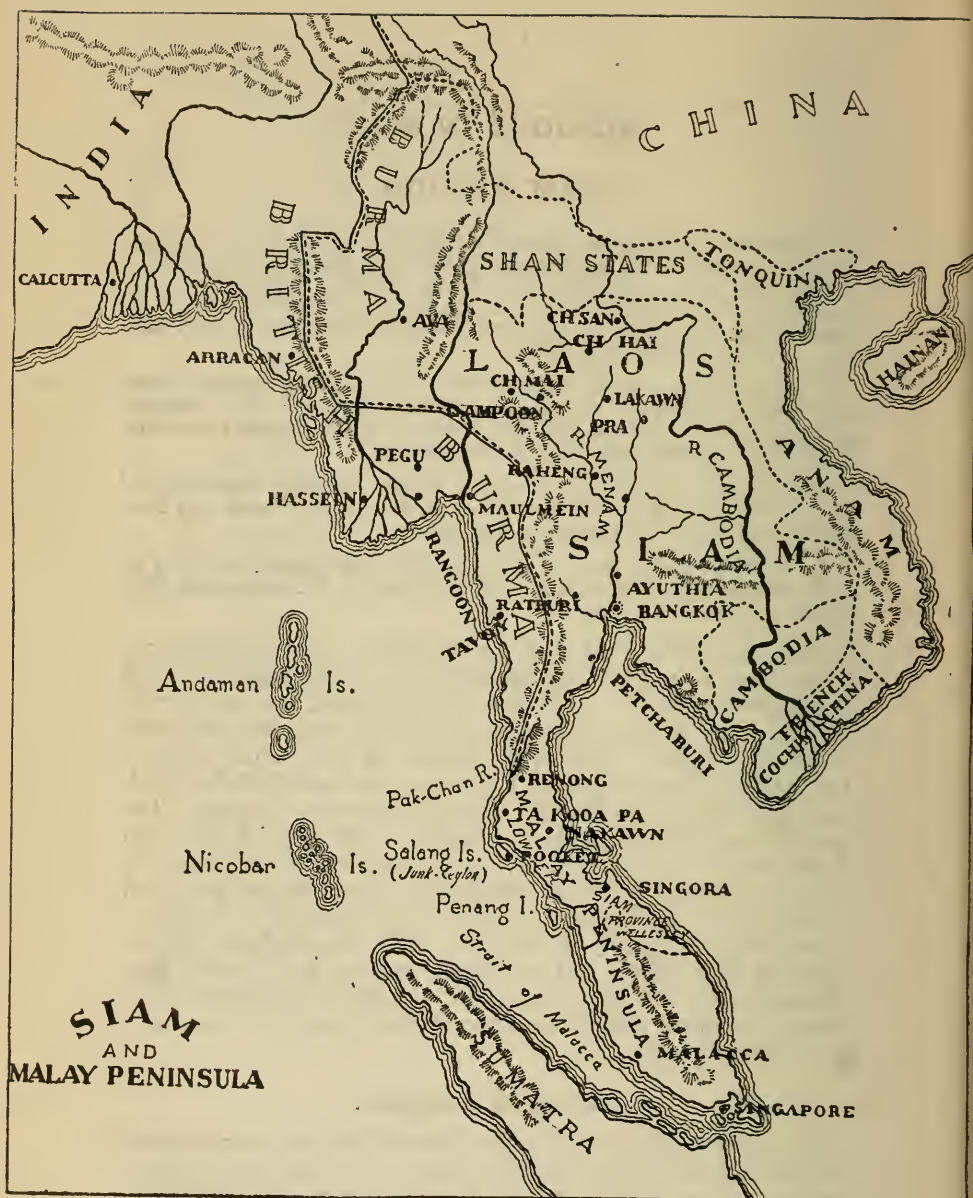 CHINA
INDIA
BURMA
BRITISH BURMA
SHAN STATES
TONQUIN
CALCUTTA
AVA
CH SAN
CH HAI
HAINAN
ARRACAN
LAOS
CH MAI
LAKAWN
PRA
R. MENAM
R CAMBODIA
ANAM
PEGU
RAHENG
HASSEIN
MAULMEIN
SIAM
RANGOON
AYUTHIA
RATBURI
BANGKOK
TAVOY
CAMBODIA
Andaman Is.
PETCHABURI
FRENCH
COCHIN CHINA
Pak-Chan R.
RENONG
TA KOOA PA
NAKAWN
Nicobar Is.
Salang Is.
(Junk-Ceylon)
POOKET
SINGORA
Penang I.
SIAM
PROVINCE
WELLESLEY
MALAY PENINSULA
Strait of Malacca
SIAM
AND
MALAY PENINSULA
SUMATRA
MALACCA
SINGAPORE